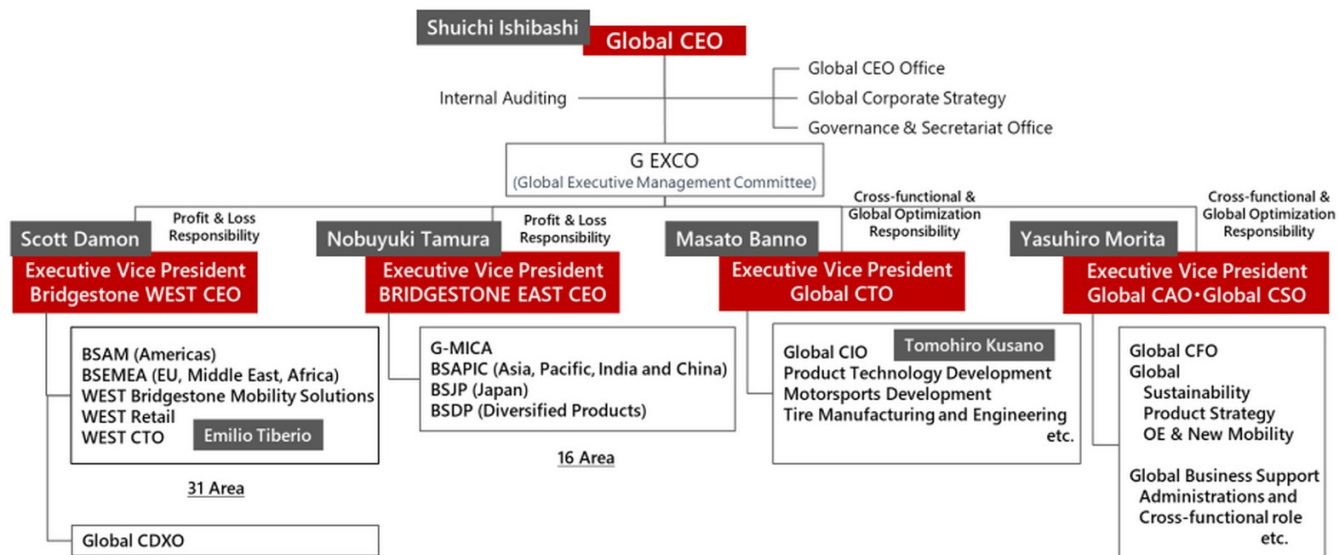 Shuichi Ishibashi
Global CEO
Internal Auditing
Global CEO Office
Global Corporate Strategy
Governance & Secretariat Office
G EXCO
(Global Executive Management Committee)
Scott Damon
Profit & Loss
Responsibility
Executive Vice President
Bridgestone WEST CEO
BSAM (Americas)
BSEMEA (EU, Middle East, Africa)
WEST Bridgestone Mobility Solutions
WEST Retail
WEST CTO
Emilio Tiberio
31 Area
Global CDXO
Nobuyuki Tamura
Profit & Loss
Responsibility
Executive Vice President
BRIDGESTONE EAST CEO
G-MICA
BSAPIC (Asia, Pacific, India and China)
BSJP (Japan)
BSDP (Diversified Products)
16 Area
Masato Banno
Cross-functional &
Global Optimization
Responsibility
Executive Vice President
Global CTO
Global CIO
Tomohiro Kusano
Product Technology Development
Motorsports Development
Tire Manufacturing and Engineering
etc.
Yasuhiro Morita
Cross-functional &
Global Optimization
Responsibility
Executive Vice President
Global CAO・Global CSO
Global CFO
Global
Sustainability
Product Strategy
OE & New Mobility
Global Business Support
Administrations and
Cross-functional role
etc.